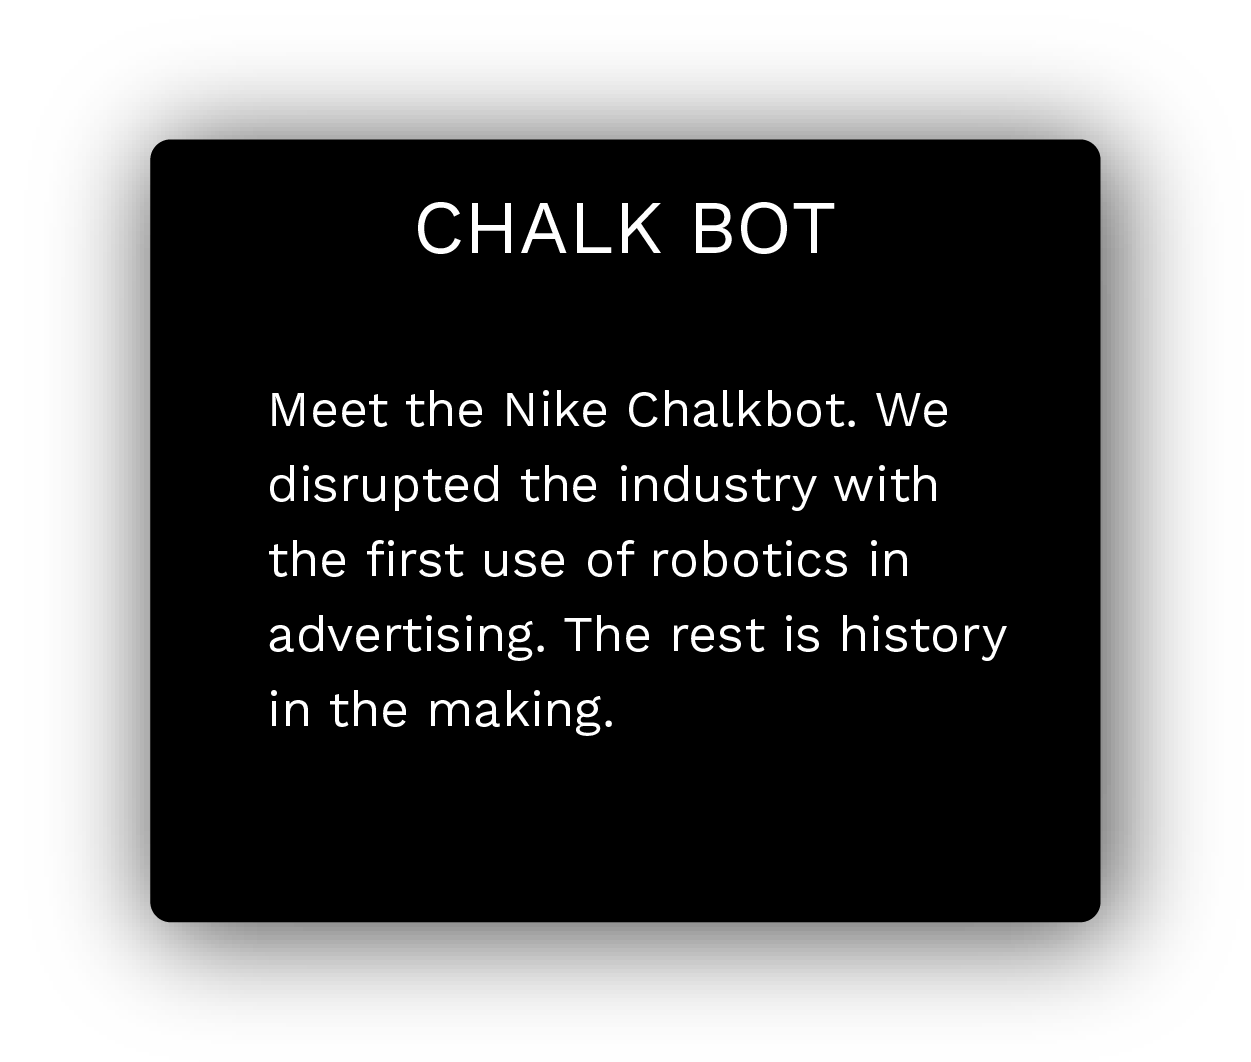 CHALK BOT
Meet the Nike Chalkbot. We
disrupted the industry with
the first use of robotics in
advertising. The rest is history
in the making.